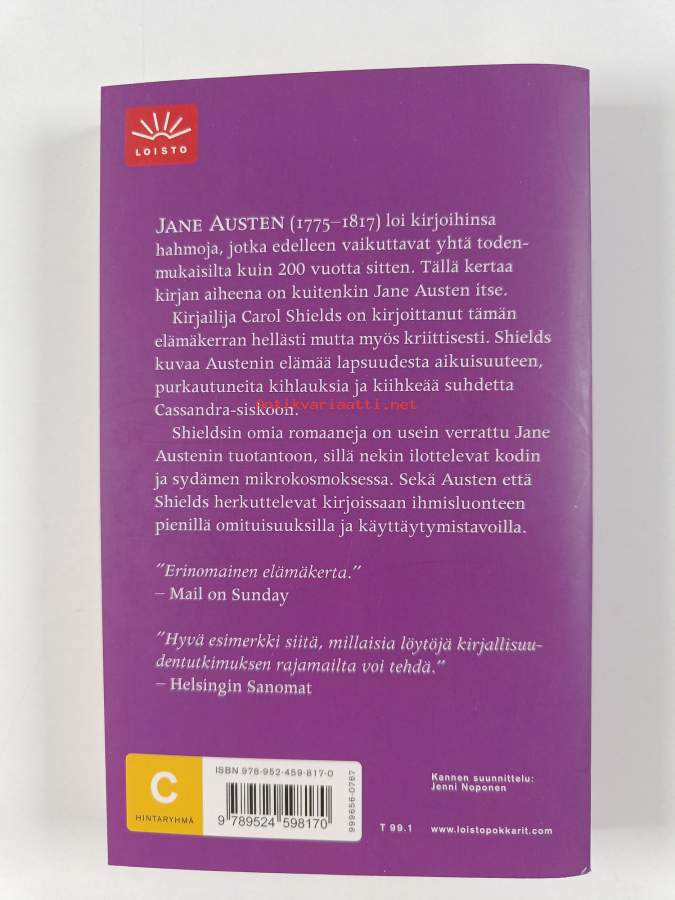 LOISTO
JANE AUSTEN (1775–1817) loi kirjoihinsa
hahmoja, jotka edelleen vaikuttavat yhtä toden-
mukaisilta kuin 200 vuotta sitten. Tällä kertaa
kirjan aiheena on kuitenkin Jane Austen itse.
Kirjailija Carol Shields on kirjoittanut tämän
elämäkerran hellästi mutta myös kriittisesti. Shields
kuvaa Austenin elämää lapsuudesta aikuisuuteen,
purkautuneita kihlauksia ja kiihkeää suhdetta
Cassandra-siskoon.
Antikvariaatti.net
Shieldsin omia romaaneja on usein verrattu Jane
Austenin tuotantoon, sillä nekin ilottelevat kodin
ja sydämen mikrokosmoksessa. Sekä Austen että
Shields herkuttelevat kirjoissaan ihmisluonteen
pienillä omituisuuksilla ja käyttäytymistavoilla.
"Erinomainen elämäkerta."
– Mail on Sunday
"Hyvä esimerkki siitä, millaisia löytöjä kirjallisuu-
dentutkimuksen rajamailta voi tehdä."
– Helsingin Sanomat
C
HINTARYHMÄ
ISBN 978-952-459-817-0
9 789524 598170
999656-0767
Kannen suunnittelu:
Jenni Noponen
T 99.1 www.loistopokkarit.com